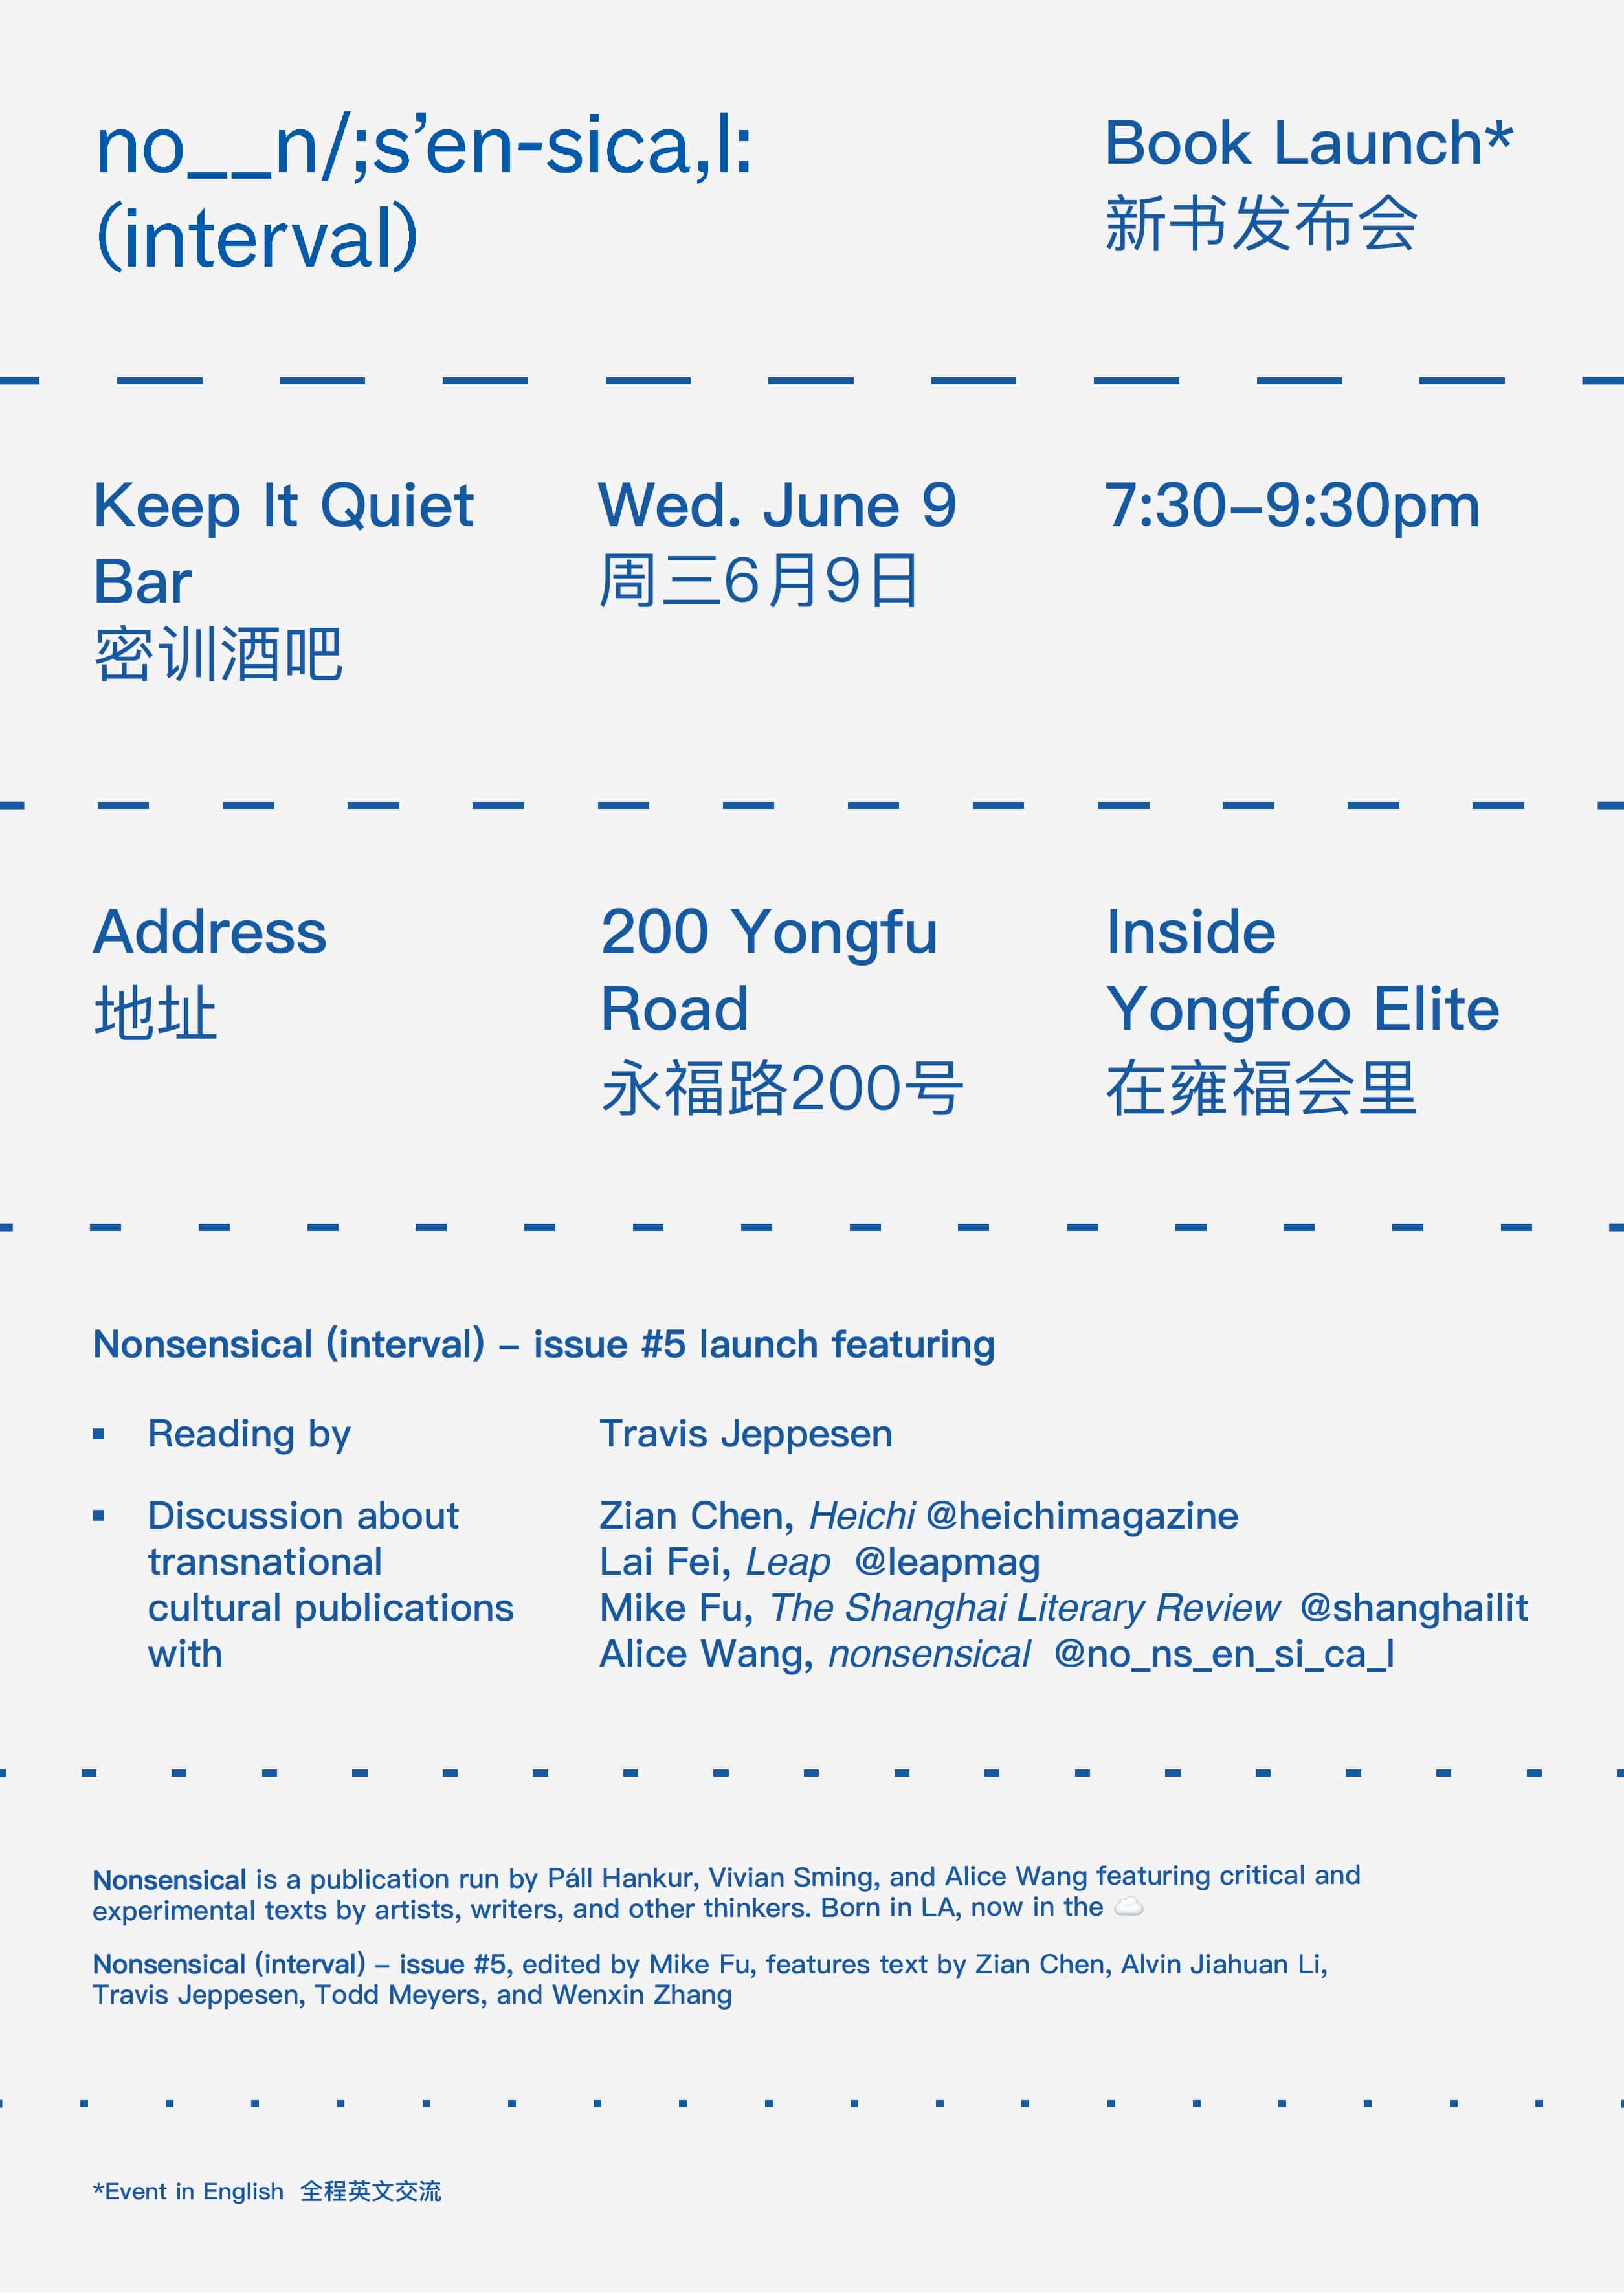 no__n/;s’en-sica,l:
(interval)
Book Launch*
新书发布会
Keep It Quiet
Bar
密训酒吧
Wed. June 9
周三6月9日
7:30–9:30pm
Address
地址
200 Yongfu
Road
永福路200号
Inside
Yongfoo Elite
在雍福会里
Nonsensical (interval) – issue #5 launch featuring
▪ Reading by
Travis Jeppesen
▪ Discussion about
transnational
cultural publications
with
Zian Chen, Heichi @heichimagazine
Lai Fei, Leap @leapmag
Mike Fu, The Shanghai Literary Review @shanghailit
Alice Wang, nonsensical @no_ns_en_si_ca_l
Nonsensical is a publication run by Páll Hankur, Vivian Sming, and Alice Wang featuring critical and
experimental texts by artists, writers, and other thinkers. Born in LA, now in the ☁️
Nonsensical (interval) – issue #5, edited by Mike Fu, features text by Zian Chen, Alvin Jiahuan Li,
Travis Jeppesen, Todd Meyers, and Wenxin Zhang
*Event in English 全程英文交流